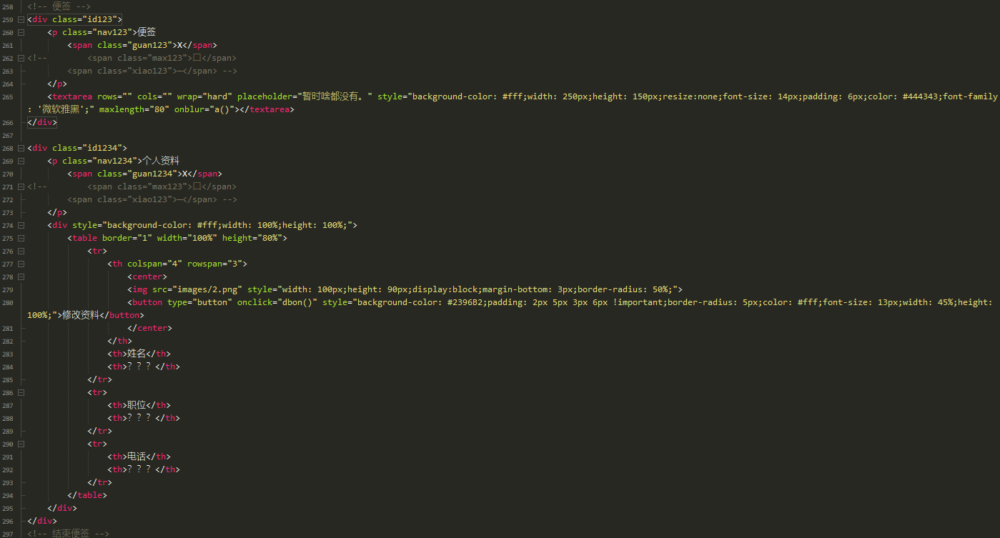 258 <!-- 便签 -->
259 <div class="id123">
260 <p class="nav123">便签
261 <span class="guan123">X</span>
262 <!-- <span class="max123">囗</span>
263 <span class="xiao123">—</span> -->
264 </p>
265 <textarea rows="" cols="" wrap="hard" placeholder="暂时啥都没有。" style="background-color: #fff;width: 250px;height: 150px;resize:none;font-size: 14px;padding: 6px;color: #444343;font-family
: '微软雅黑';" maxlength="80" onblur="a()"></textarea>
266 </div>
267
268 <div class="id1234">
269 <p class="nav1234">个人资料
270 <span class="guan1234">X</span>
271 <!-- <span class="max123">囗</span>
272 <span class="xiao123">—</span> -->
273 </p>
274 <div style="background-color: #fff;width: 100%;height: 100%;">
275 <table border="1" width="100%" height="80%">
276 <tr>
277 <th colspan="4" rowspan="3">
278 <center>
279 <img src="images/2.png" style="width: 100px;height: 90px;display:block;margin-bottom: 3px;border-radius: 50%;">
280 <button type="button" onclick="dbon()" style="background-color: #2396B2;padding: 2px 5px 3px 6px !important;border-radius: 5px;color: #fff;font-size: 13px;width: 45%;height:
100%;">修改资料</button>
281 </center>
282 </th>
283 <th>姓名</th>
284 <th>？？？</th>
285 </tr>
286 <tr>
287 <th>职位</th>
288 <th>？？？</th>
289 </tr>
290 <tr>
291 <th>电话</th>
292 <th>？？？</th>
293 </tr>
294 </table>
295 </div>
296 </div>
297 <!-- 结束便签 -->